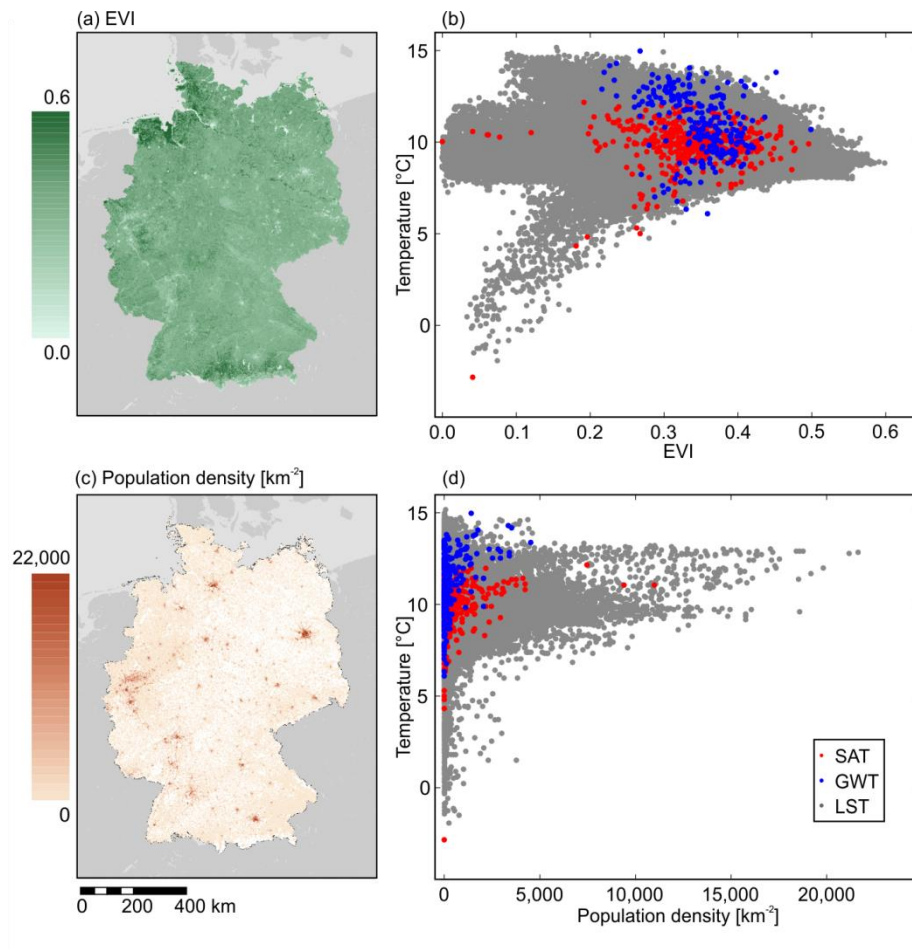 (a) EVI
0.6
0.0
(b)
15
10
5
0
Temperature [°C]
0.0 0.1 0.2 0.3 0.4 0.5 0.6
EVI
(c) Population density [km⁻²]
22,000
0
0 200 400 km
(d)
15
10
5
0
Temperature [°C]
SAT
GWT
LST
0 5,000 10,000 15,000 20,000
Population density [km⁻²]